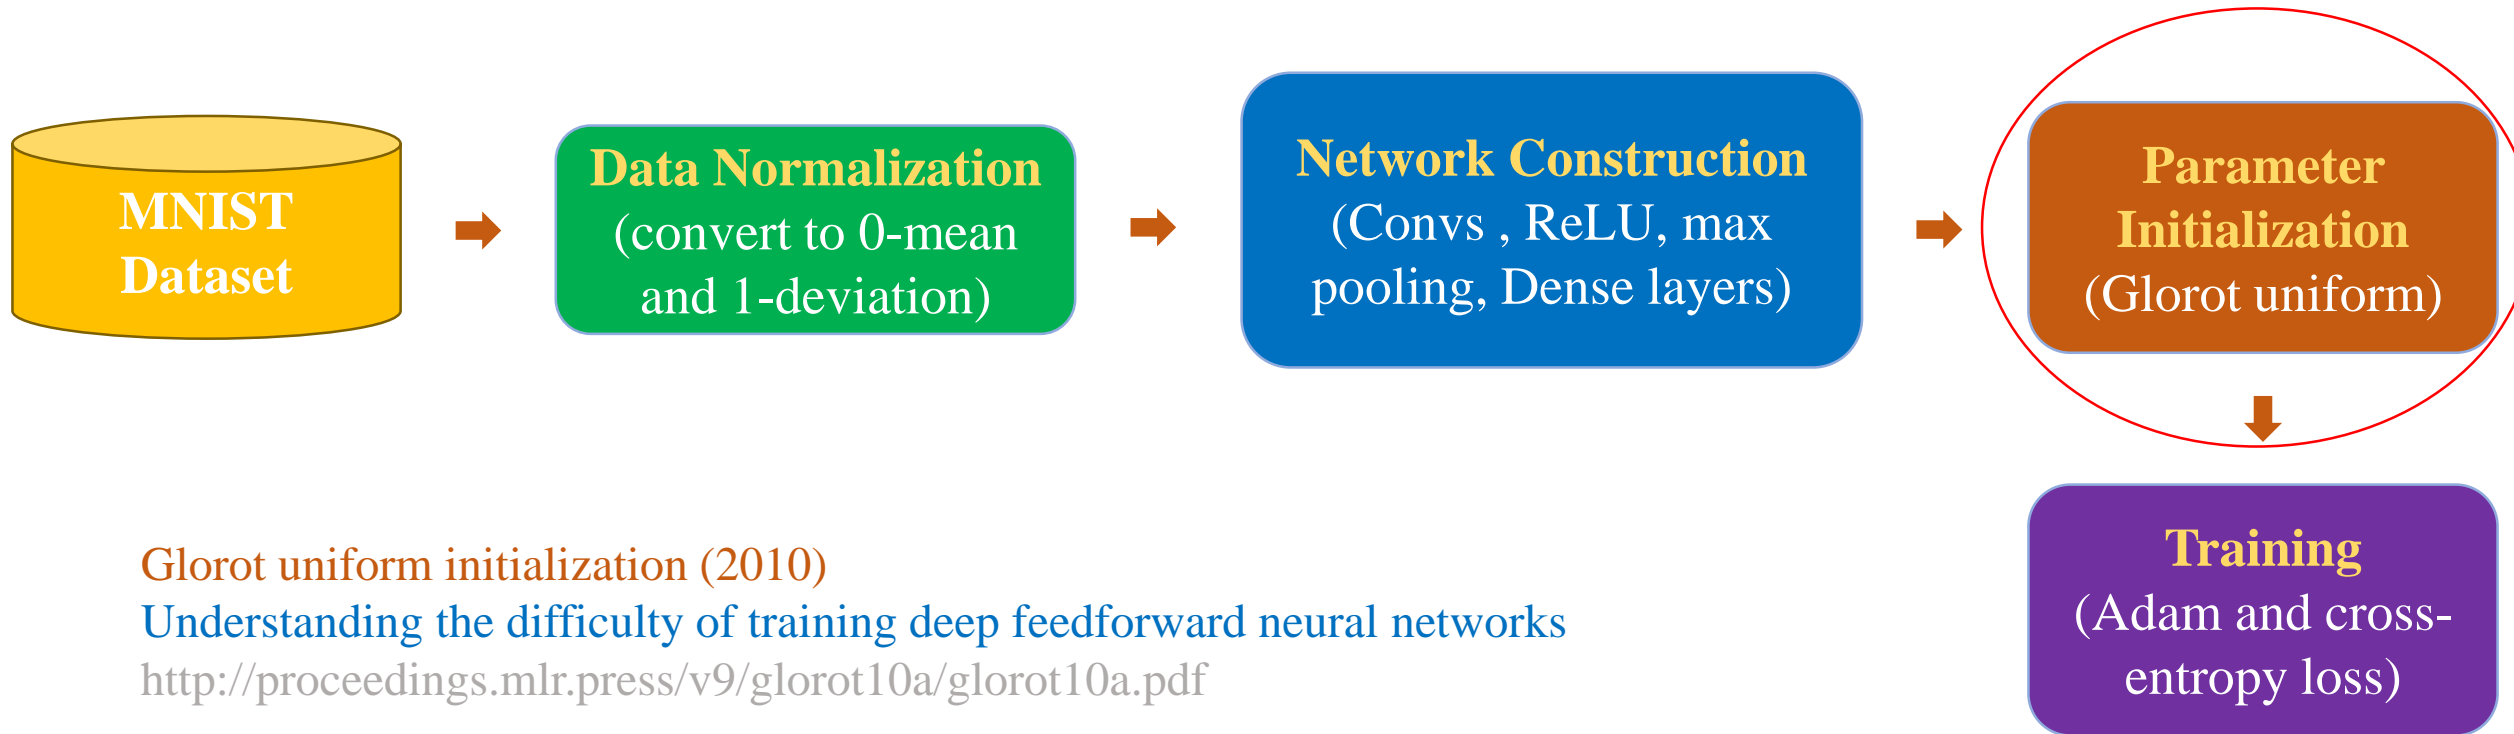 MNIST
Dataset
Data Normalization
(convert to 0-mean
and 1-deviation)
Network Construction
(Convs , ReLU, max
pooling, Dense layers)
Parameter
Initialization
(Glorot uniform)
Training
(Adam and cross-
entropy loss)
Glorot uniform initialization (2010)
Understanding the difficulty of training deep feedforward neural networks
http://proceedings.mlr.press/v9/glorot10a/glorot10a.pdf